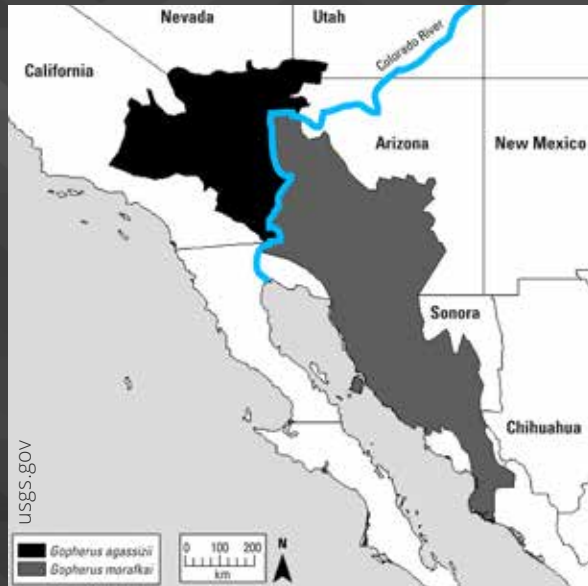 Nevada
Utah
California
Colorado River
Arizona
New Mexico
Sonora
Chihuahua
usgs.gov
Gopherus agassizii
Gopherus morafkai
0 100 200
km
N